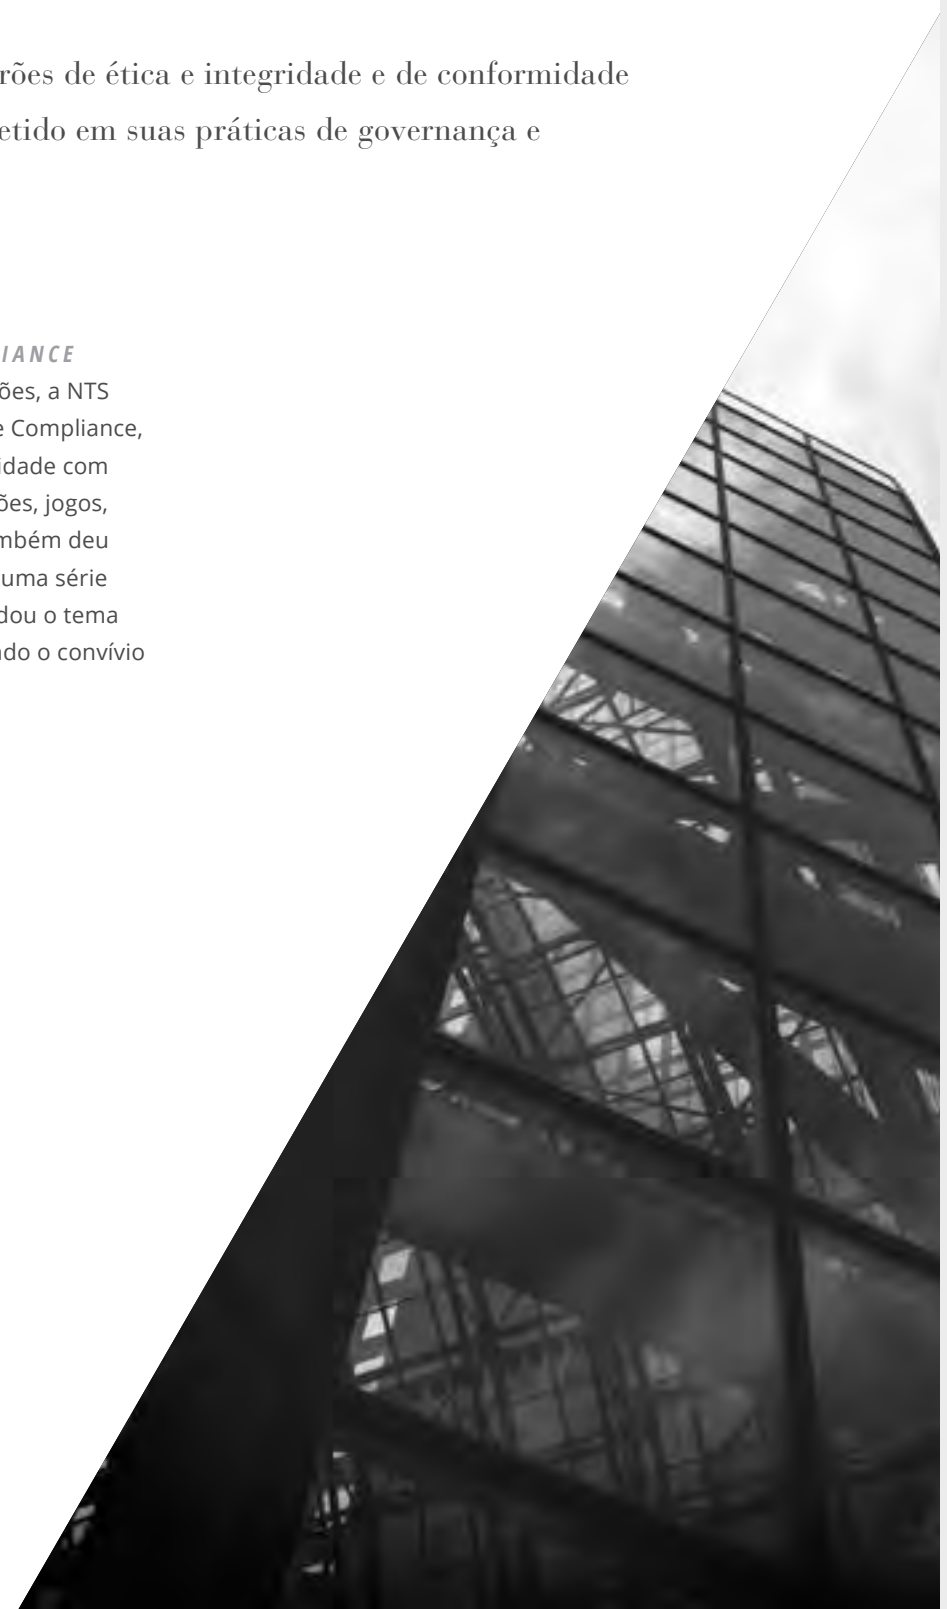 rões de ética e integridade e de conformidade
etido em suas práticas de governança e
IANCE
ões, a NTS
e Compliance,
idade com
ões, jogos,
mbém deu
uma série
dou o tema
ndo o convívio